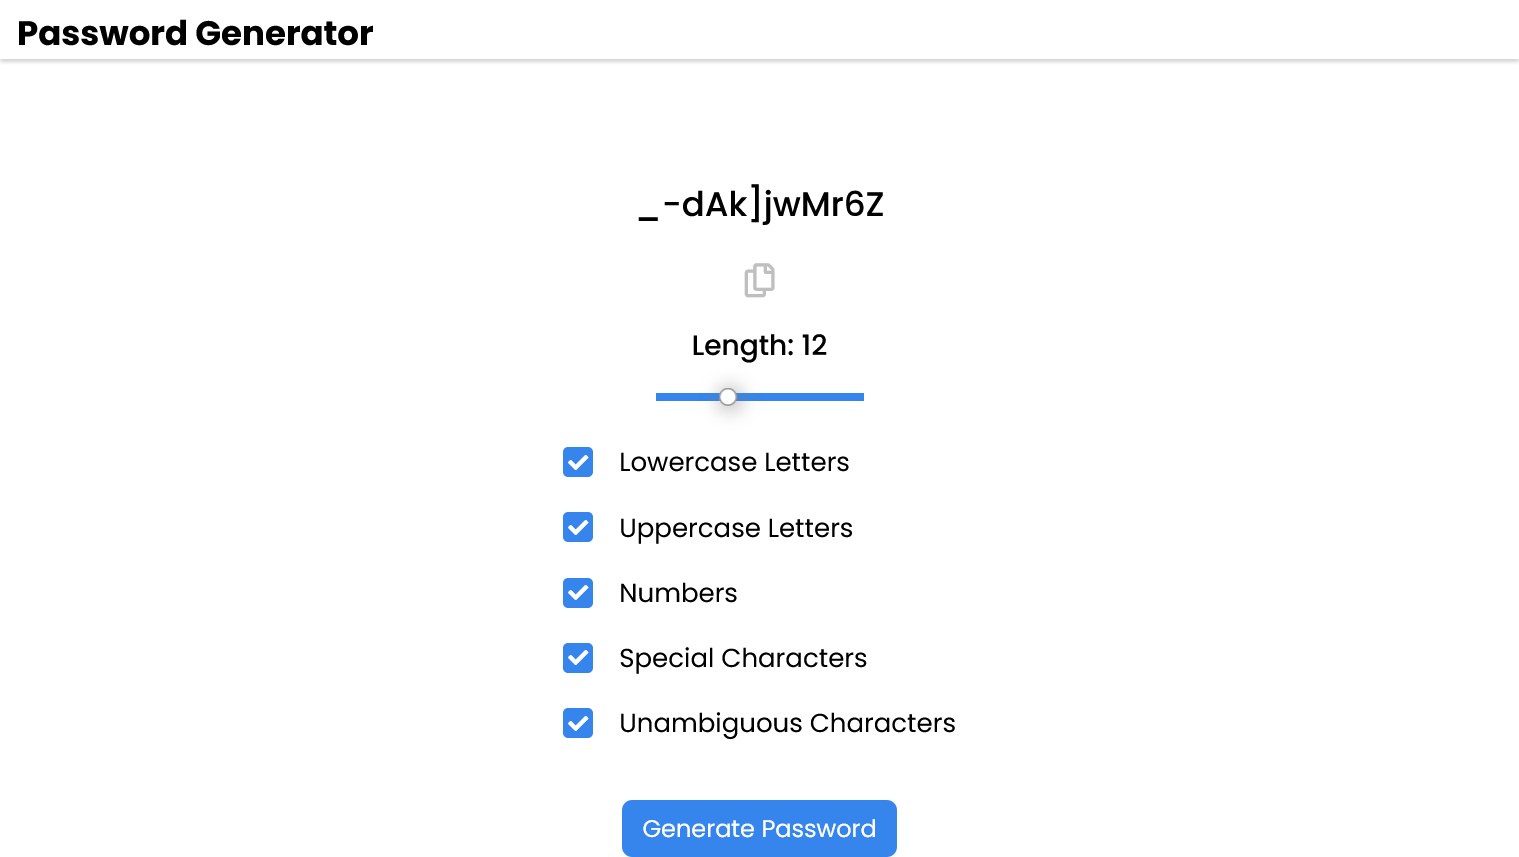 Password Generator
_-dAk]jwMr6Z
Length: 12
Lowercase Letters
Uppercase Letters
Numbers
Special Characters
Unambiguous Characters
Generate Password